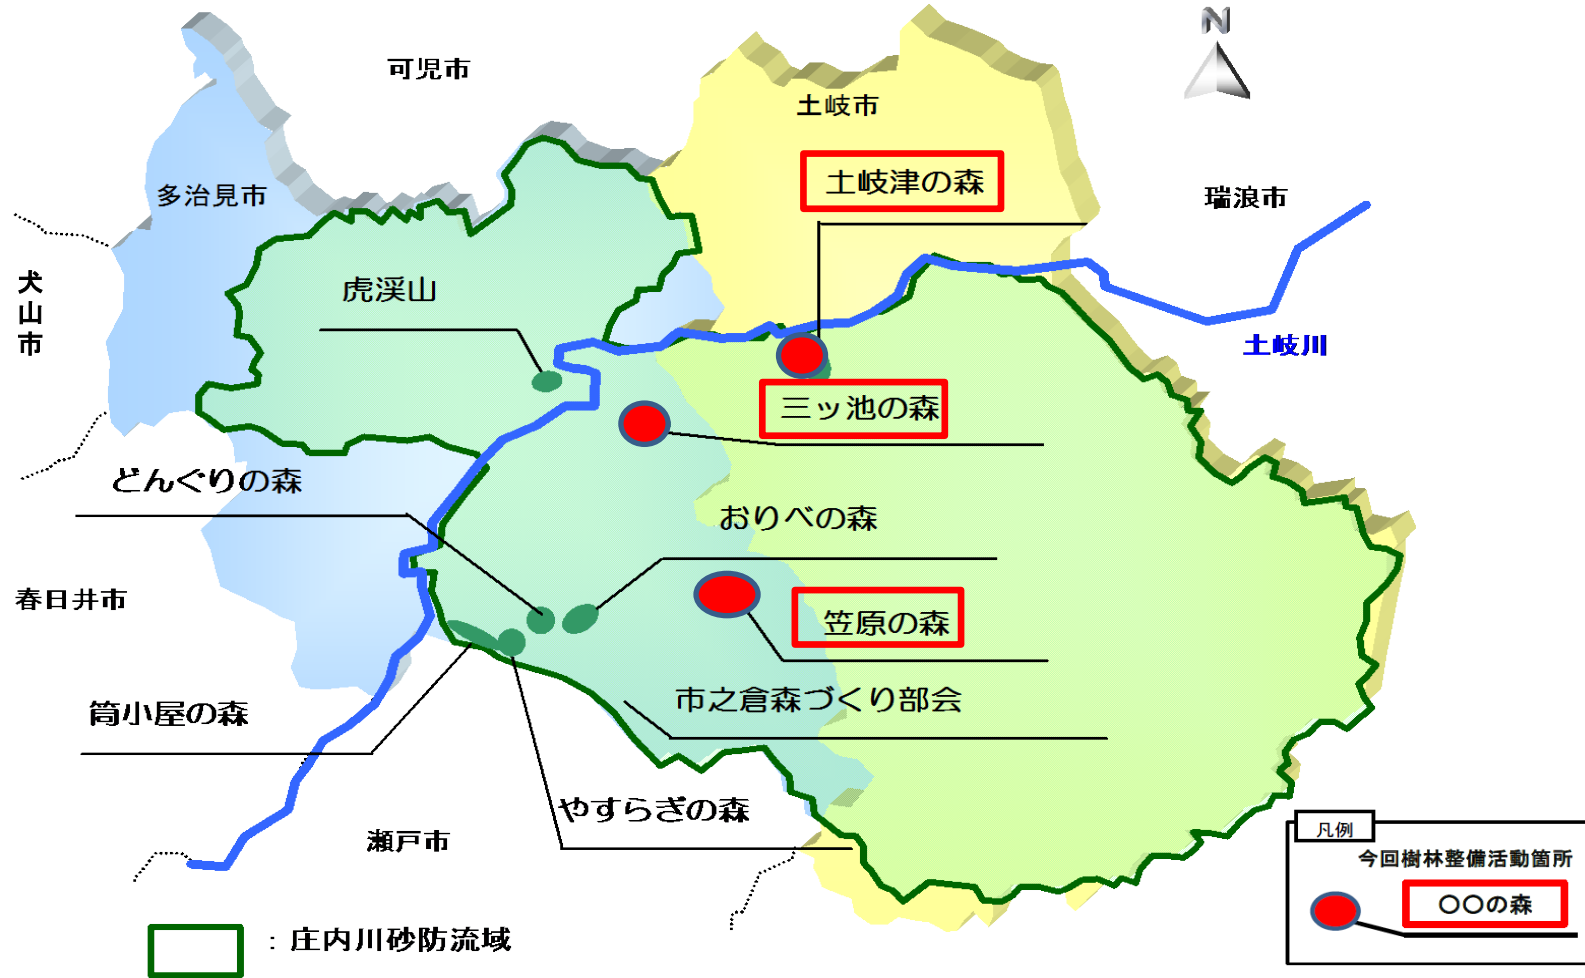 N
可児市
土岐市
土岐津の森
多治見市
瑞浪市
犬山市
虎渓山
土岐川
三ッ池の森
どんぐりの森
おりべの森
春日井市
笠原の森
筒小屋の森
市之倉森づくり部会
やすらぎの森
瀬戸市
凡例
今回樹林整備活動箇所
〇〇の森
：庄内川砂防流域